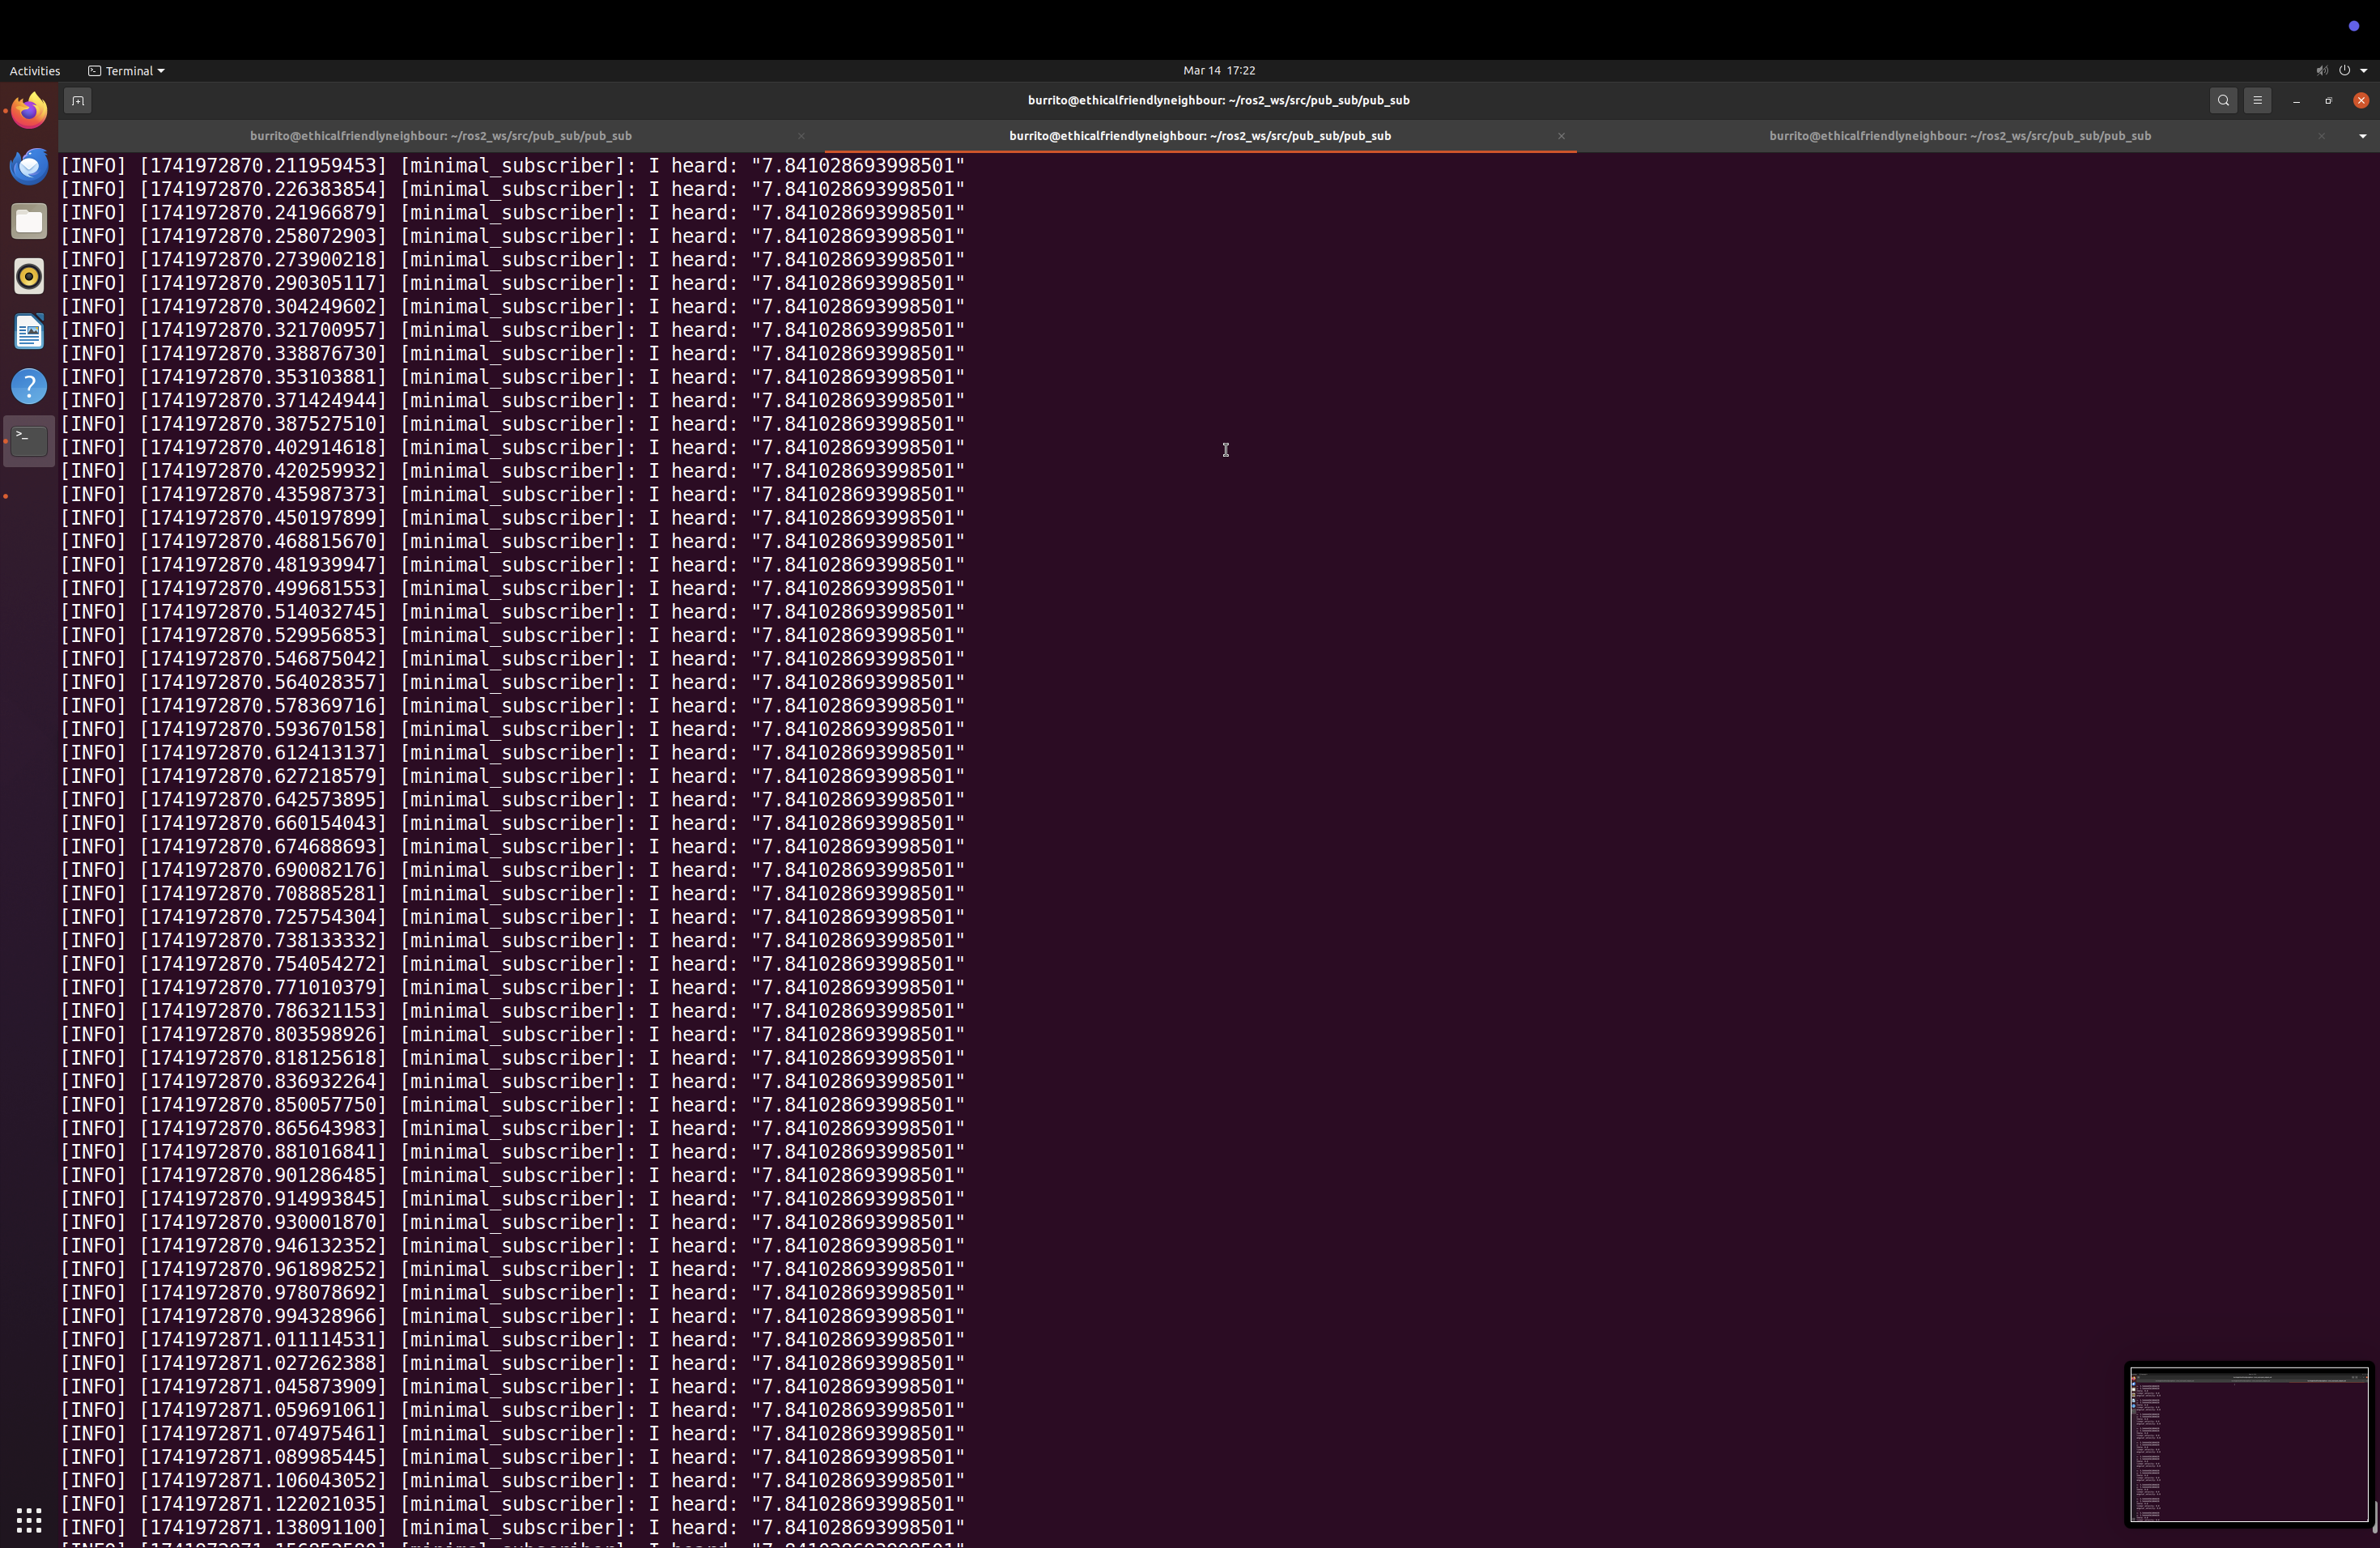 Activities Terminal Mar 14 17:22
burrito@ethicalfriendlyneighbour: ~/ros2_ws/src/pub_sub/pub_sub
burrito@ethicalfriendlyneighbour: ~/ros2_ws/src/pub_sub/pub_sub burrito@ethicalfriendlyneighbour: ~/ros2_ws/src/pub_sub/pub_sub burrito@ethicalfriendlyneighbour: ~/ros2_ws/src/pub_sub/pub_sub
[INFO] [1741972870.211959453] [minimal_subscriber]: I heard: "7.841028693998501"
[INFO] [1741972870.226383854] [minimal_subscriber]: I heard: "7.841028693998501"
[INFO] [1741972870.241966879] [minimal_subscriber]: I heard: "7.841028693998501"
[INFO] [1741972870.258072903] [minimal_subscriber]: I heard: "7.841028693998501"
[INFO] [1741972870.273900218] [minimal_subscriber]: I heard: "7.841028693998501"
[INFO] [1741972870.290305117] [minimal_subscriber]: I heard: "7.841028693998501"
[INFO] [1741972870.304249602] [minimal_subscriber]: I heard: "7.841028693998501"
[INFO] [1741972870.321700957] [minimal_subscriber]: I heard: "7.841028693998501"
[INFO] [1741972870.338876730] [minimal_subscriber]: I heard: "7.841028693998501"
[INFO] [1741972870.353103881] [minimal_subscriber]: I heard: "7.841028693998501"
[INFO] [1741972870.371424944] [minimal_subscriber]: I heard: "7.841028693998501"
[INFO] [1741972870.387527510] [minimal_subscriber]: I heard: "7.841028693998501"
[INFO] [1741972870.402914618] [minimal_subscriber]: I heard: "7.841028693998501"
[INFO] [1741972870.420259932] [minimal_subscriber]: I heard: "7.841028693998501"
[INFO] [1741972870.435987373] [minimal_subscriber]: I heard: "7.841028693998501"
[INFO] [1741972870.450197899] [minimal_subscriber]: I heard: "7.841028693998501"
[INFO] [1741972870.468815670] [minimal_subscriber]: I heard: "7.841028693998501"
[INFO] [1741972870.481939947] [minimal_subscriber]: I heard: "7.841028693998501"
[INFO] [1741972870.499681553] [minimal_subscriber]: I heard: "7.841028693998501"
[INFO] [1741972870.514032745] [minimal_subscriber]: I heard: "7.841028693998501"
[INFO] [1741972870.529956853] [minimal_subscriber]: I heard: "7.841028693998501"
[INFO] [1741972870.546875042] [minimal_subscriber]: I heard: "7.841028693998501"
[INFO] [1741972870.564028357] [minimal_subscriber]: I heard: "7.841028693998501"
[INFO] [1741972870.578369716] [minimal_subscriber]: I heard: "7.841028693998501"
[INFO] [1741972870.593670158] [minimal_subscriber]: I heard: "7.841028693998501"
[INFO] [1741972870.612413137] [minimal_subscriber]: I heard: "7.841028693998501"
[INFO] [1741972870.627218579] [minimal_subscriber]: I heard: "7.841028693998501"
[INFO] [1741972870.642573895] [minimal_subscriber]: I heard: "7.841028693998501"
[INFO] [1741972870.660154043] [minimal_subscriber]: I heard: "7.841028693998501"
[INFO] [1741972870.674688693] [minimal_subscriber]: I heard: "7.841028693998501"
[INFO] [1741972870.690082176] [minimal_subscriber]: I heard: "7.841028693998501"
[INFO] [1741972870.708885281] [minimal_subscriber]: I heard: "7.841028693998501"
[INFO] [1741972870.725754304] [minimal_subscriber]: I heard: "7.841028693998501"
[INFO] [1741972870.738133332] [minimal_subscriber]: I heard: "7.841028693998501"
[INFO] [1741972870.754054272] [minimal_subscriber]: I heard: "7.841028693998501"
[INFO] [1741972870.771010379] [minimal_subscriber]: I heard: "7.841028693998501"
[INFO] [1741972870.786321153] [minimal_subscriber]: I heard: "7.841028693998501"
[INFO] [1741972870.803598926] [minimal_subscriber]: I heard: "7.841028693998501"
[INFO] [1741972870.818125618] [minimal_subscriber]: I heard: "7.841028693998501"
[INFO] [1741972870.836932264] [minimal_subscriber]: I heard: "7.841028693998501"
[INFO] [1741972870.850057750] [minimal_subscriber]: I heard: "7.841028693998501"
[INFO] [1741972870.865643983] [minimal_subscriber]: I heard: "7.841028693998501"
[INFO] [1741972870.881016841] [minimal_subscriber]: I heard: "7.841028693998501"
[INFO] [1741972870.901286485] [minimal_subscriber]: I heard: "7.841028693998501"
[INFO] [1741972870.914993845] [minimal_subscriber]: I heard: "7.841028693998501"
[INFO] [1741972870.930001870] [minimal_subscriber]: I heard: "7.841028693998501"
[INFO] [1741972870.946132352] [minimal_subscriber]: I heard: "7.841028693998501"
[INFO] [1741972870.961898252] [minimal_subscriber]: I heard: "7.841028693998501"
[INFO] [1741972870.978078692] [minimal_subscriber]: I heard: "7.841028693998501"
[INFO] [1741972870.994328966] [minimal_subscriber]: I heard: "7.841028693998501"
[INFO] [1741972871.011114531] [minimal_subscriber]: I heard: "7.841028693998501"
[INFO] [1741972871.027262388] [minimal_subscriber]: I heard: "7.841028693998501"
[INFO] [1741972871.045873909] [minimal_subscriber]: I heard: "7.841028693998501"
[INFO] [1741972871.059691061] [minimal_subscriber]: I heard: "7.841028693998501"
[INFO] [1741972871.074975461] [minimal_subscriber]: I heard: "7.841028693998501"
[INFO] [1741972871.089985445] [minimal_subscriber]: I heard: "7.841028693998501"
[INFO] [1741972871.106043052] [minimal_subscriber]: I heard: "7.841028693998501"
[INFO] [1741972871.122021035] [minimal_subscriber]: I heard: "7.841028693998501"
[INFO] [1741972871.138091100] [minimal_subscriber]: I heard: "7.841028693998501"